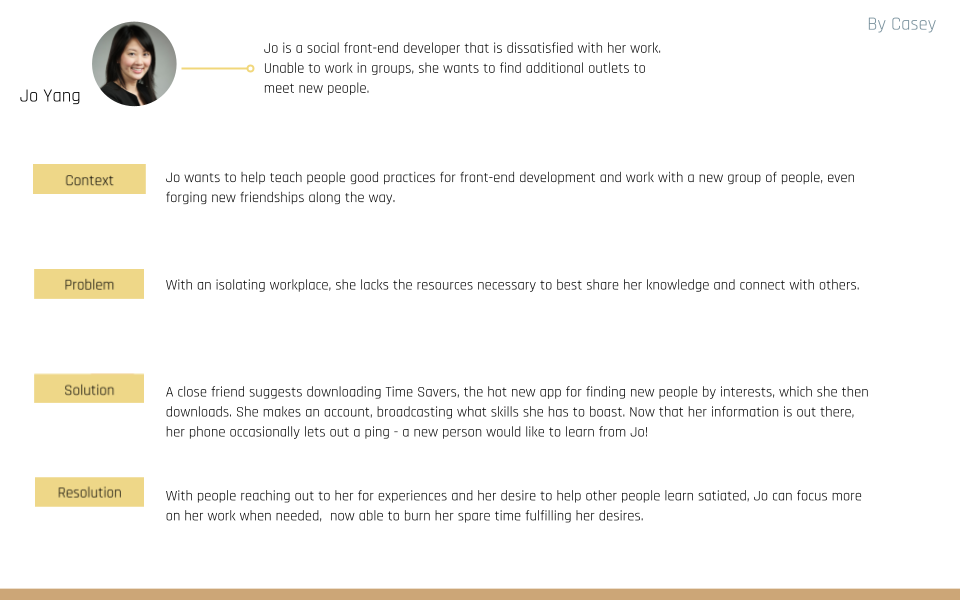 By Casey
Jo Yang
Jo is a social front-end developer that is dissatisfied with her work.
Unable to work in groups, she wants to find additional outlets to
meet new people.
Context
Jo wants to help teach people good practices for front-end development and work with a new group of people, even
forging new friendships along the way.
Problem
With an isolating workplace, she lacks the resources necessary to best share her knowledge and connect with others.
Solution
A close friend suggests downloading Time Savers, the hot new app for finding new people by interests, which she then
downloads. She makes an account, broadcasting what skills she has to boast. Now that her information is out there,
her phone occasionally lets out a ping - a new person would like to learn from Jo!
Resolution
With people reaching out to her for experiences and her desire to help other people learn satiated, Jo can focus more
on her work when needed,  now able to burn her spare time fulfilling her desires.